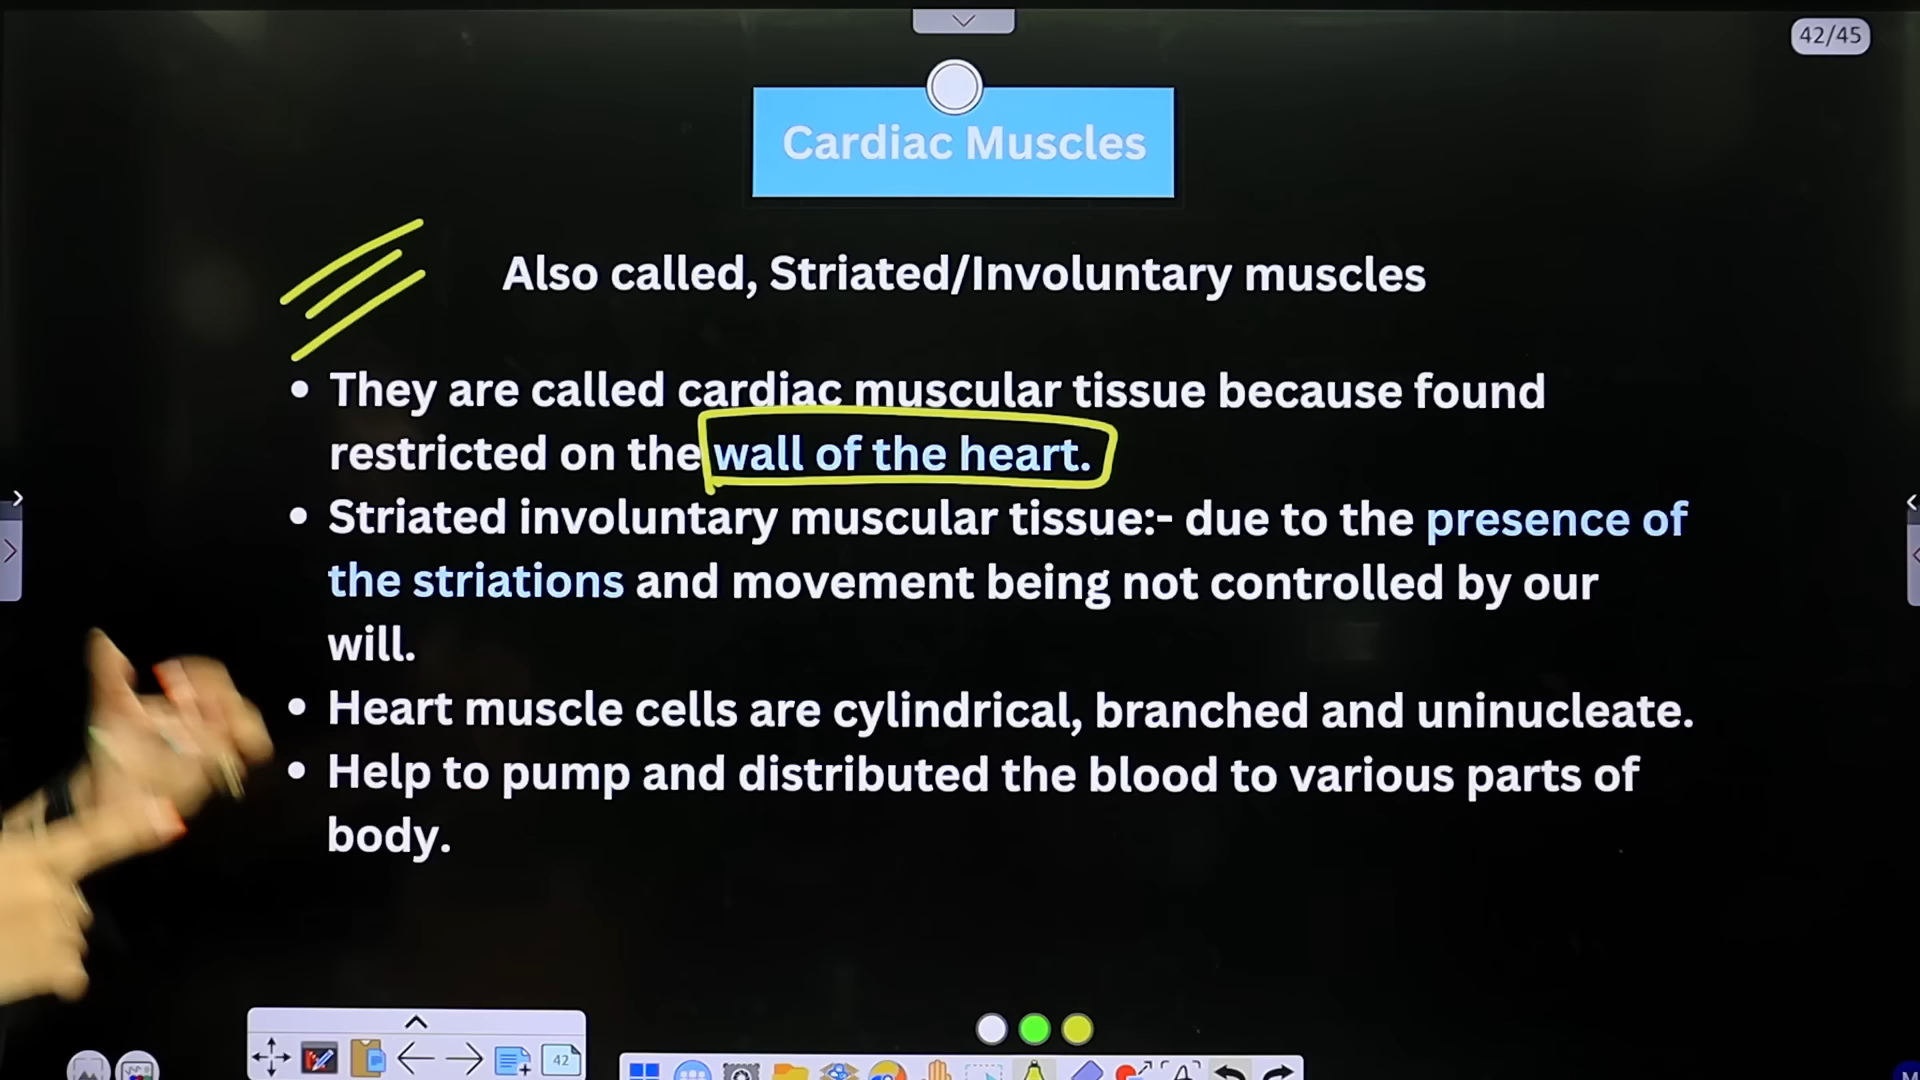 42/45
Cardiac Muscles
Also called, Striated/Involuntary muscles
• They are called cardiac muscular tissue because found
restricted on the wall of the heart.
• Striated involuntary muscular tissue:- due to the presence of
the striations and movement being not controlled by our
will.
• Heart muscle cells are cylindrical, branched and uninucleate.
• Help to pump and distributed the blood to various parts of
body.
42